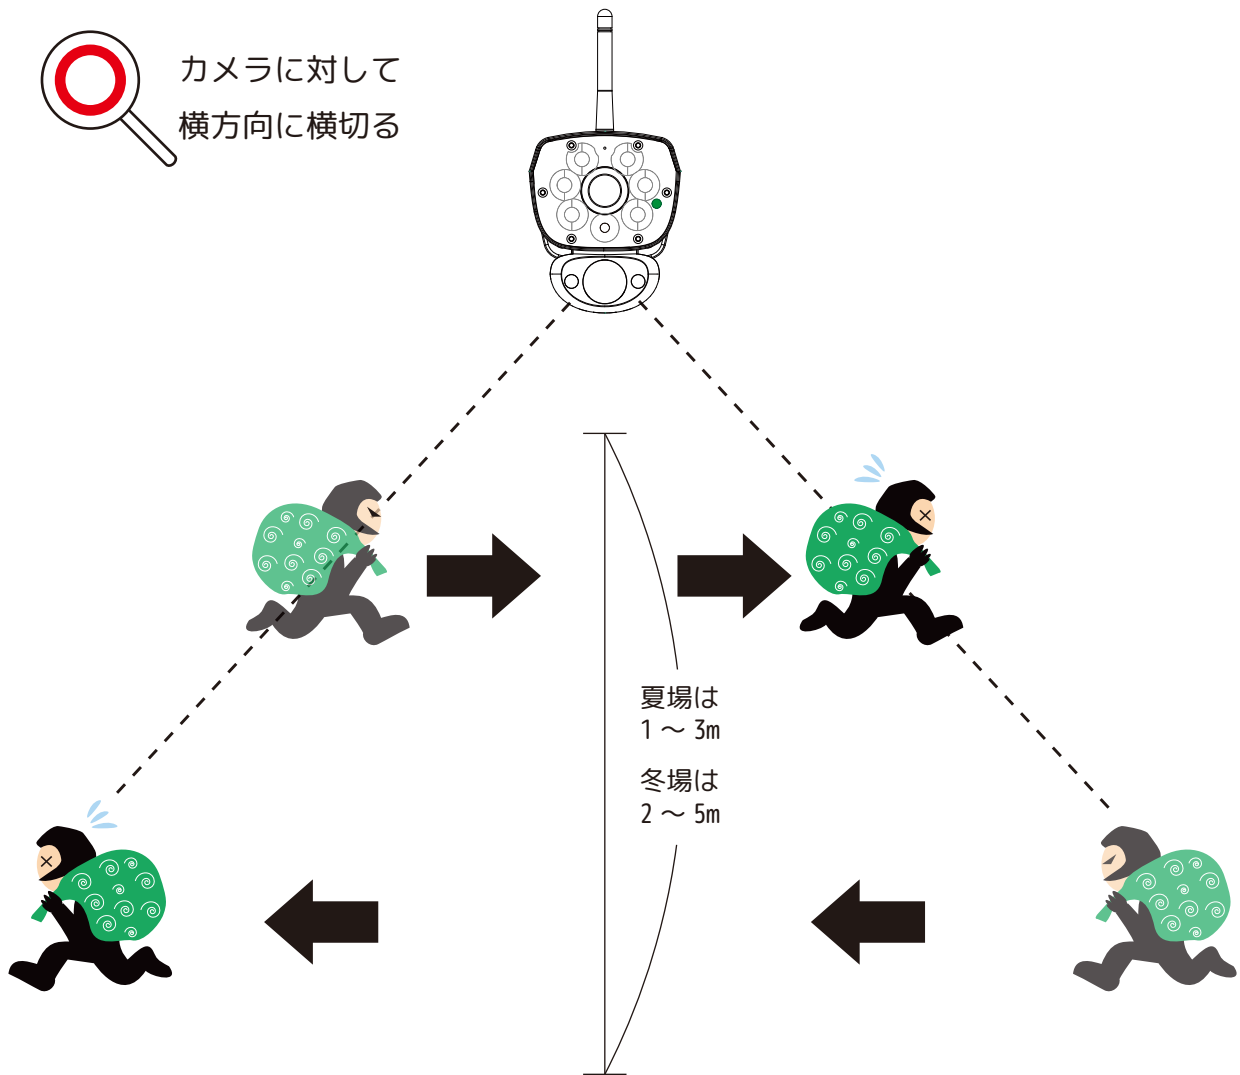 カメラに対して
横方向に横切る
夏場は
1 ～ 3m
冬場は
2 ～ 5m